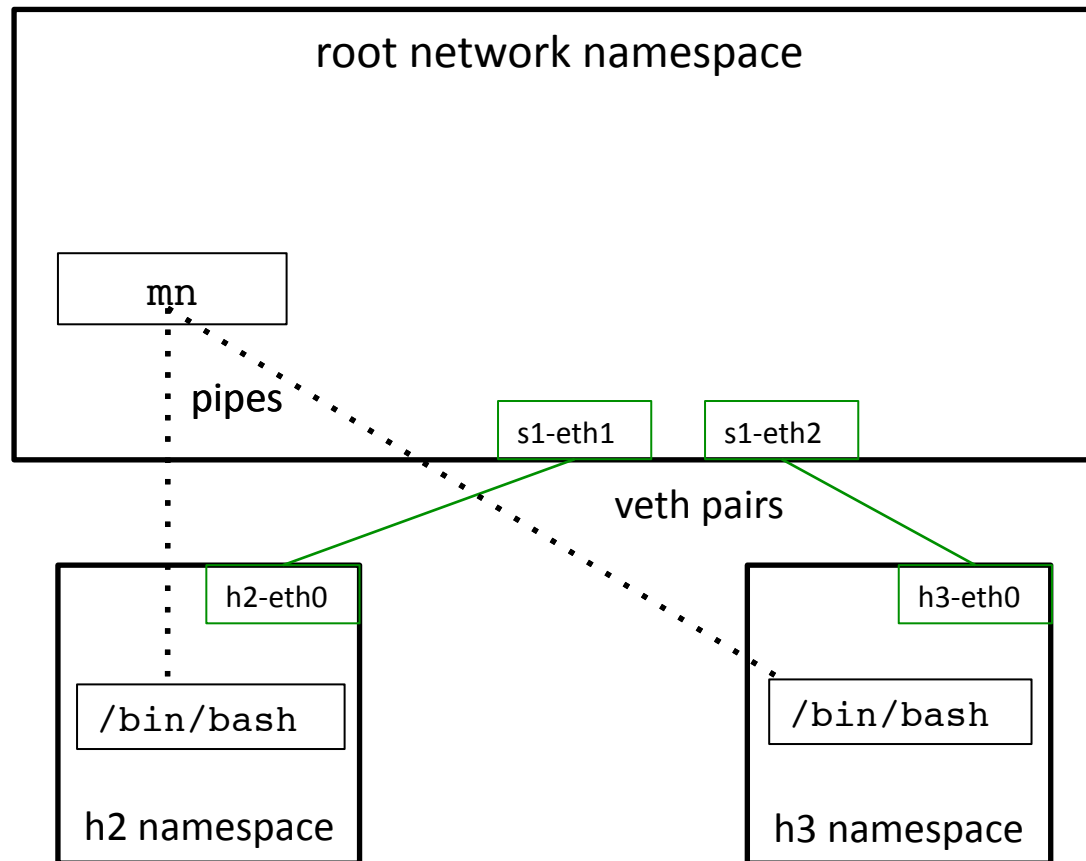 root network namespace
mn
pipes
s1-eth1
s1-eth2
veth pairs
h2-eth0
h3-eth0
/bin/bash
/bin/bash
h2 namespace
h3 namespace